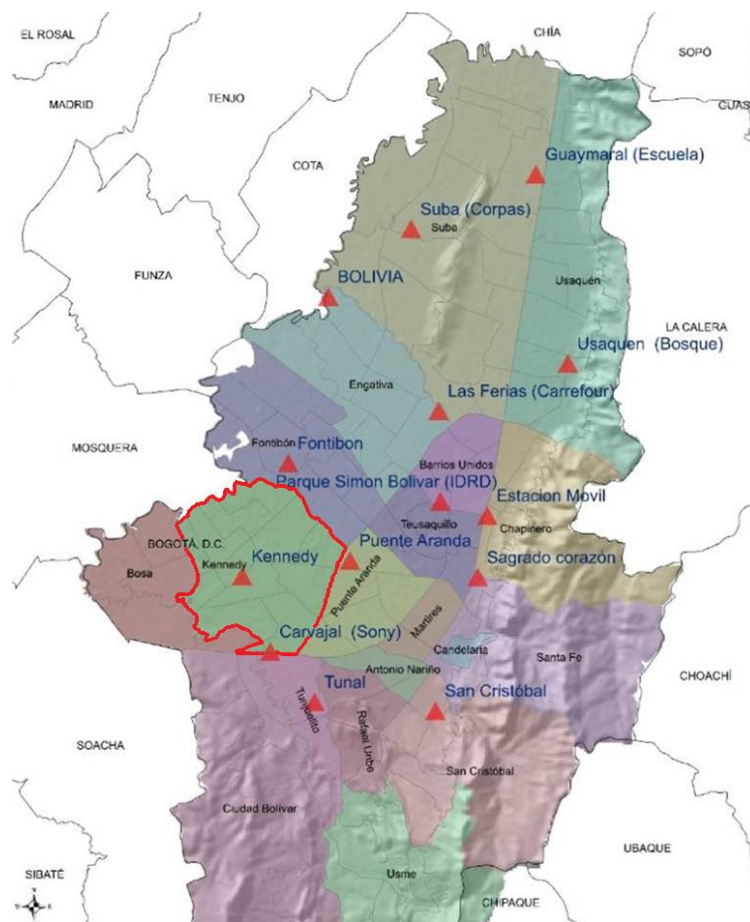 EL ROSAL
CHÍA
SOPÓ
MADRID
TENJO
GUAS
COTA
Guaymaral (Escuela)
Suba (Corpas)
Suba
FUNZA
BOLIVIA
Usaquén
LA CALERA
Usaquen (Bosque)
Engativa
Las Ferias (Carrefour)
MOSQUERA
Fontibón
Fontibon
Barrios Unidos
Parque Simon Bolivar (IDRD)
Estacion Movil
Teusaquillo
Chapinero
BOGOTÁ, D.C.
Puente Aranda
Kennedy
Kennedy
Bosa
Puente Aranda
Sagrado corazón
Martires
Carvajal (Sony)
Candelaria
Santa Fe
Antonio Nariño
CHOACHÍ
Tunal
San Cristóbal
Tunjuelito
Rafael Uribe
SOACHA
San Cristóbal
Ciudad Bolívar
UBAQUE
SIBATÉ
Usme
CHIPAQUE